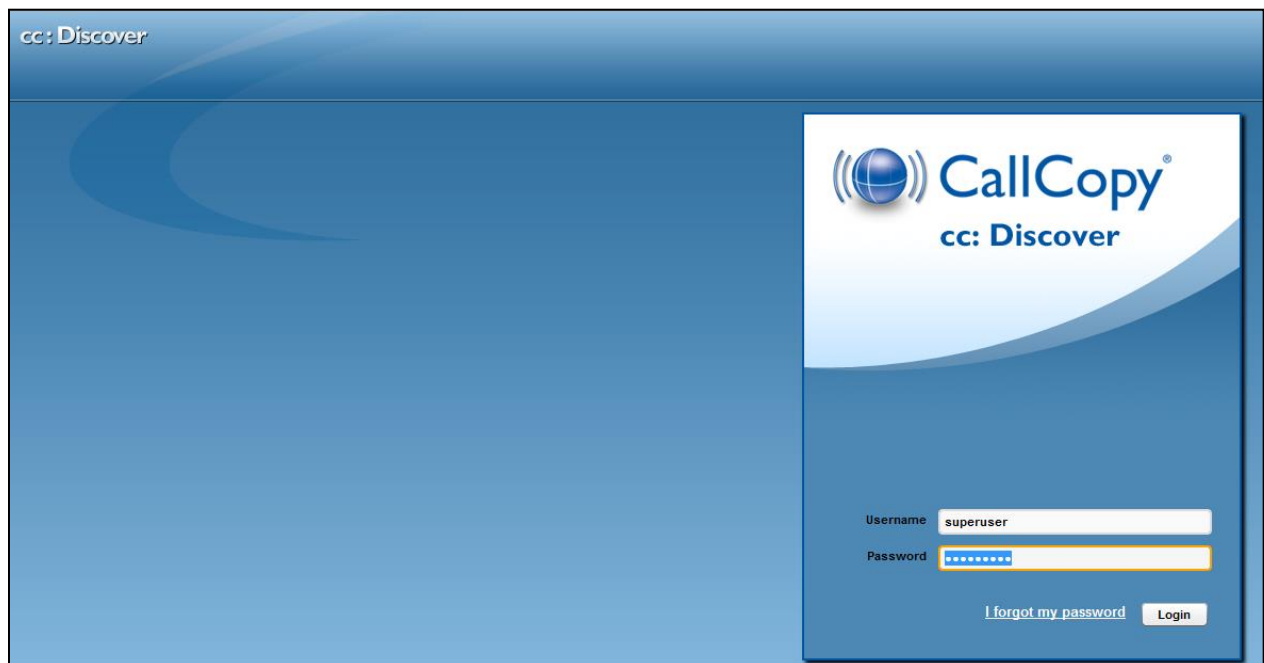 cc: Discover
CallCopy®
cc: Discover
Username superuser
Password •••••••••
I forgot my password Login